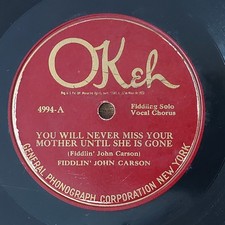 OKeh
4994-A
Fiddling Solo
Vocal Chorus
YOU WILL NEVER MISS YOUR
MOTHER UNTIL SHE IS GONE
(Fiddlin' John Carson)
FIDDLIN' JOHN CARSON
GENERAL PHONOGRAPH CORPORATION NEW YORK